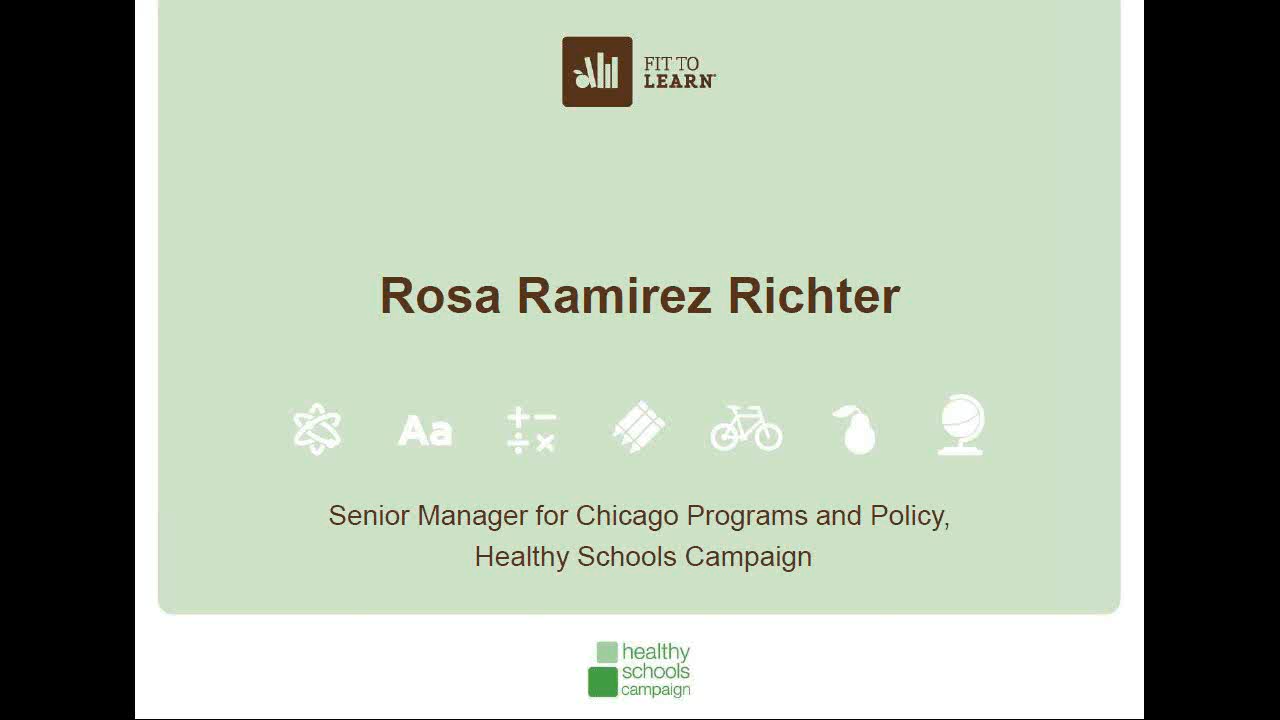 FIT TO
LEARN
Rosa Ramirez Richter
Aa
Senior Manager for Chicago Programs and Policy,
Healthy Schools Campaign
healthy
schools
campaign